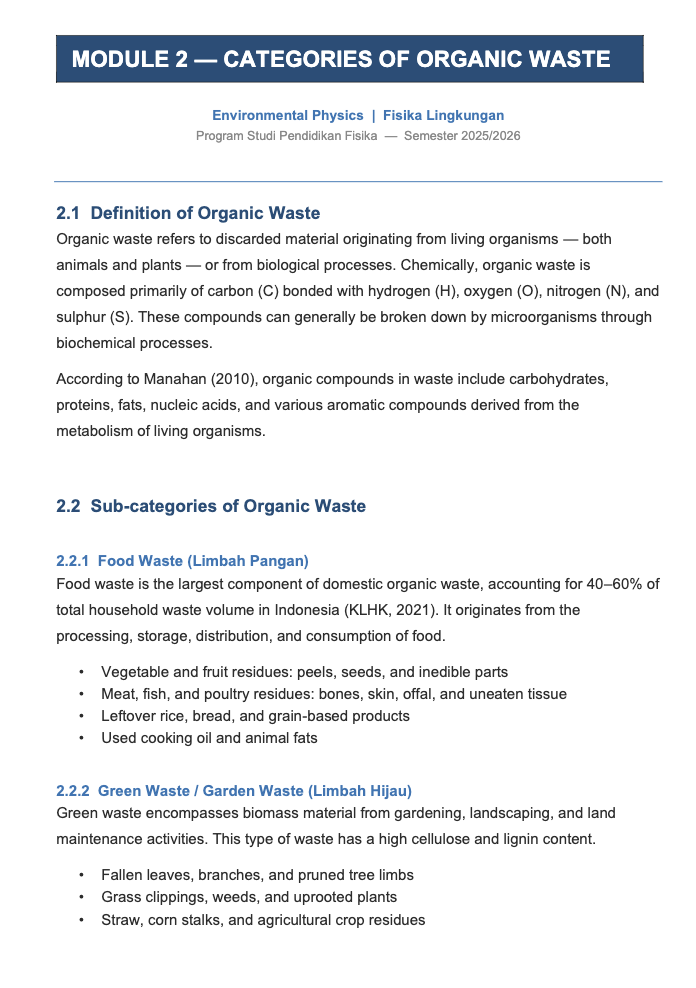 MODULE 2 — CATEGORIES OF ORGANIC WASTE
Environmental Physics | Fisika Lingkungan
Program Studi Pendidikan Fisika — Semester 2025/2026
2.1 Definition of Organic Waste
Organic waste refers to discarded material originating from living organisms — both
animals and plants — or from biological processes. Chemically, organic waste is
composed primarily of carbon (C) bonded with hydrogen (H), oxygen (O), nitrogen (N), and
sulphur (S). These compounds can generally be broken down by microorganisms through
biochemical processes.
According to Manahan (2010), organic compounds in waste include carbohydrates,
proteins, fats, nucleic acids, and various aromatic compounds derived from the
metabolism of living organisms.
2.2 Sub-categories of Organic Waste
2.2.1 Food Waste (Limbah Pangan)
Food waste is the largest component of domestic organic waste, accounting for 40–60% of
total household waste volume in Indonesia (KLHK, 2021). It originates from the
processing, storage, distribution, and consumption of food.
• Vegetable and fruit residues: peels, seeds, and inedible parts
• Meat, fish, and poultry residues: bones, skin, offal, and uneaten tissue
• Leftover rice, bread, and grain-based products
• Used cooking oil and animal fats
2.2.2 Green Waste / Garden Waste (Limbah Hijau)
Green waste encompasses biomass material from gardening, landscaping, and land
maintenance activities. This type of waste has a high cellulose and lignin content.
• Fallen leaves, branches, and pruned tree limbs
• Grass clippings, weeds, and uprooted plants
• Straw, corn stalks, and agricultural crop residues